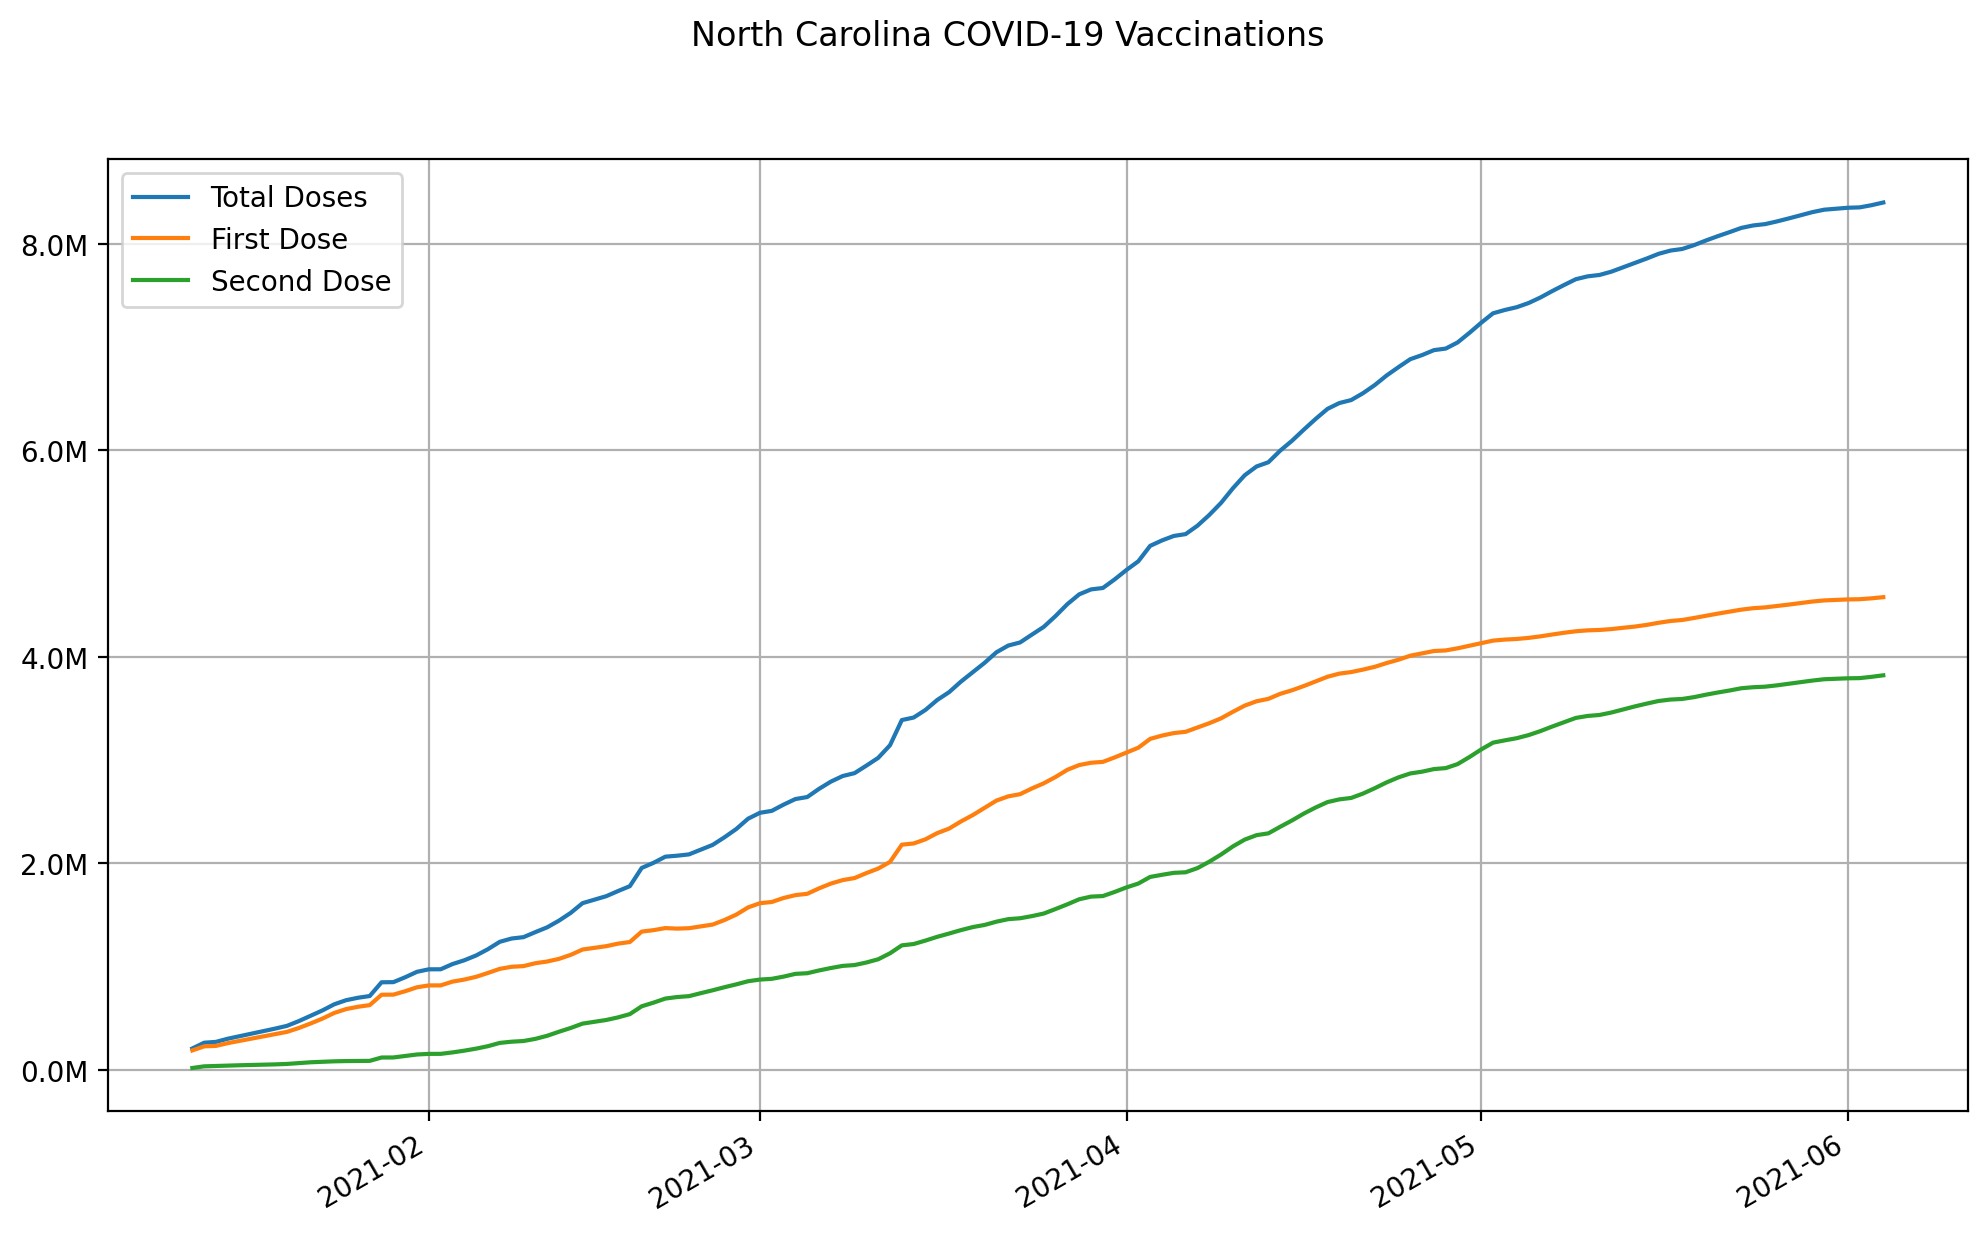 North Carolina COVID-19 Vaccinations
Total Doses
First Dose
Second Dose
8.0M
6.0M
4.0M
2.0M
0.0M
2021-02
2021-03
2021-04
2021-05
2021-06